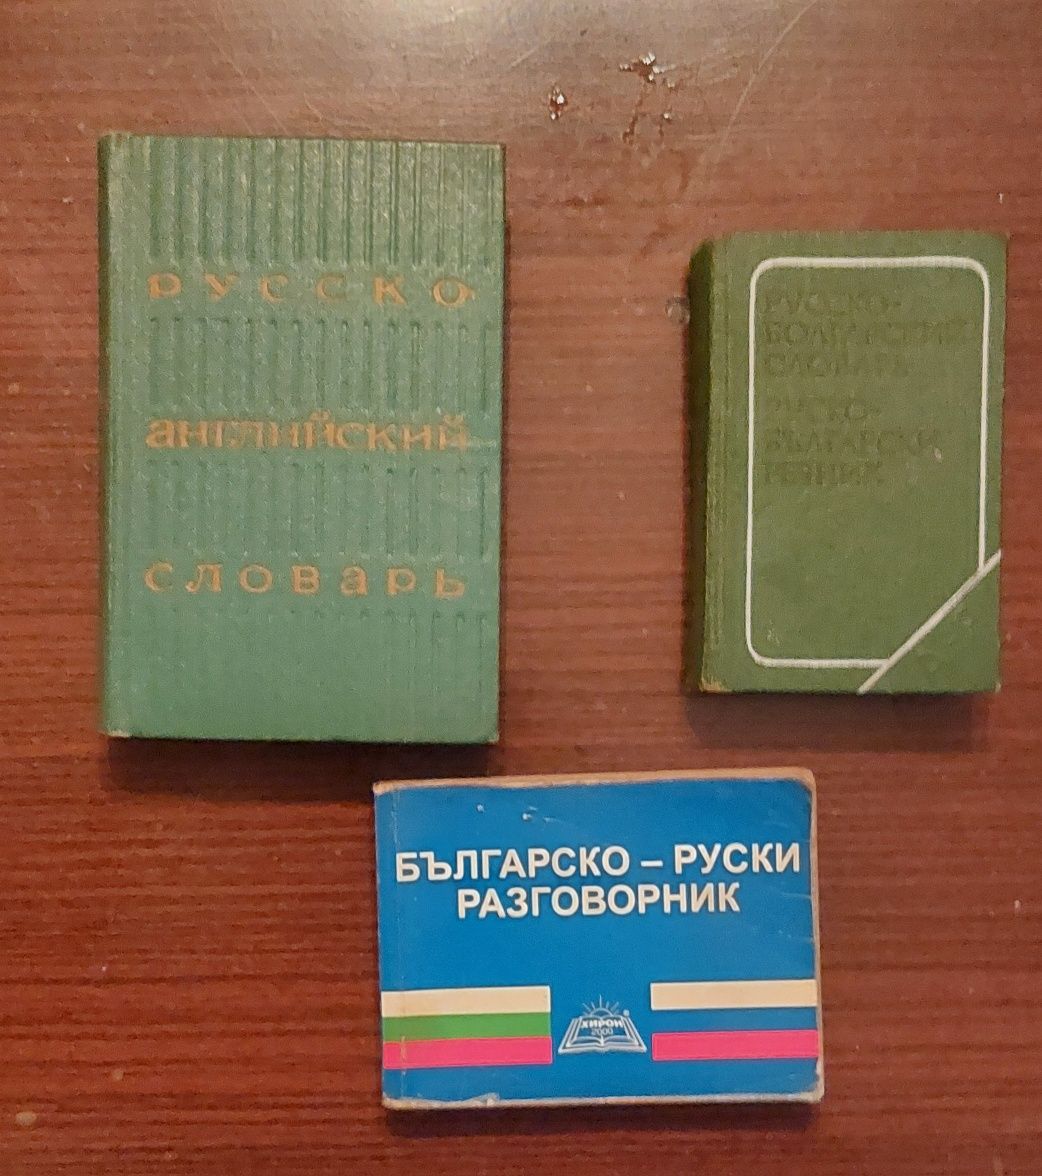 РУССКО
английский
словарь
РУССКО-
БОЛГАРСКИЙ
СЛОВАРЬ
РУСКО-
БЪЛГАРСКИ
РЕЧНИК
БЪЛГАРСКО – РУСКИ
РАЗГОВОРНИК
ХИРОН
2000